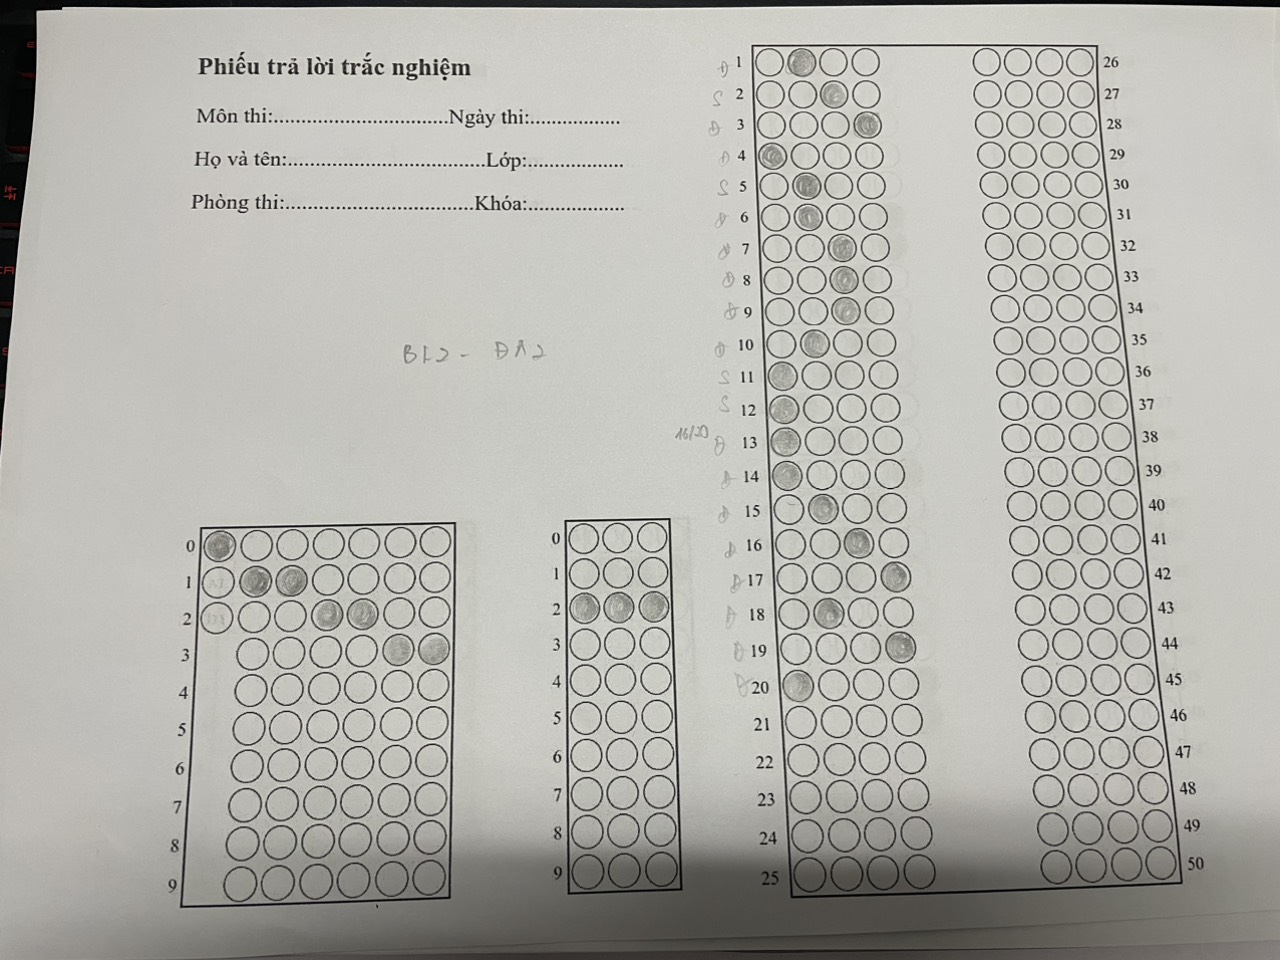 Phiếu trả lời trắc nghiệm
Môn thi:................................Ngày thi:.................
Họ và tên:....................................Lớp:..................
Phòng thi:..................................Khóa:..................
BL2 - ĐA2
16/20
0
1
2
3
4
5
6
7
8
9
0
1
2
3
4
5
6
7
8
9
Đ 1 26
S 2 27
Đ 3 28
Đ 4 29
S 5 30
Đ 6 31
Đ 7 32
Đ 8 33
Đ 9 34
Đ 10 35
S 11 36
S 12 37
Đ 13 38
Đ 14 39
Đ 15 40
Đ 16 41
Đ 17 42
Đ 18 43
Đ 19 44
Đ 20 45
21 46
22 47
23 48
24 49
25 50